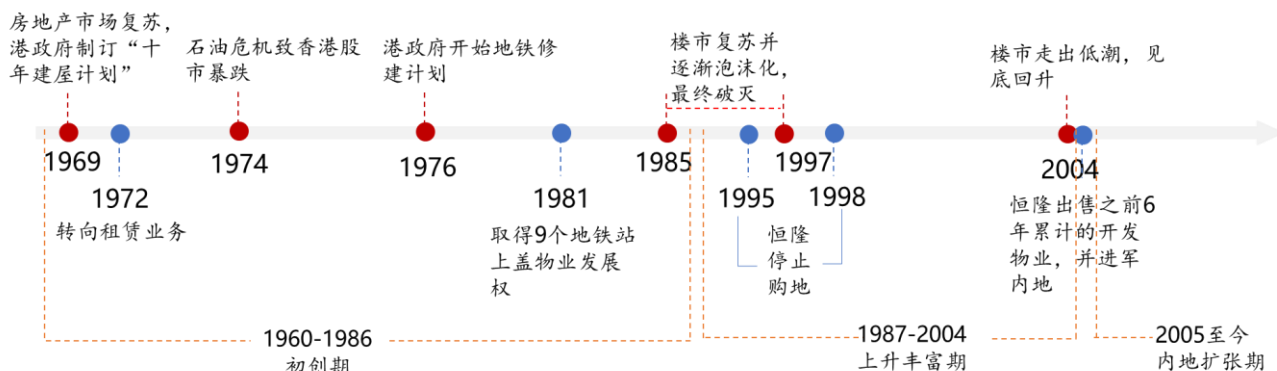 房地产市场复苏，
港政府制订“十
年建屋计划”
石油危机致香港股
市暴跌
港政府开始地铁修
建计划
楼市复苏并
逐渐泡沫化，
最终破灭
楼市走出低潮，见
底回升
1969
1974
1976
1985
1997
2004
1972
1981
1995
1998
转向租赁业务
取得9个地铁站
上盖物业发展
权
恒隆
停止
购地
恒隆出售之前6
年累计的开发
物业，并进军
内地
1960-1986
初创期
1987-2004
上升丰富期
2005至今
内地扩张期